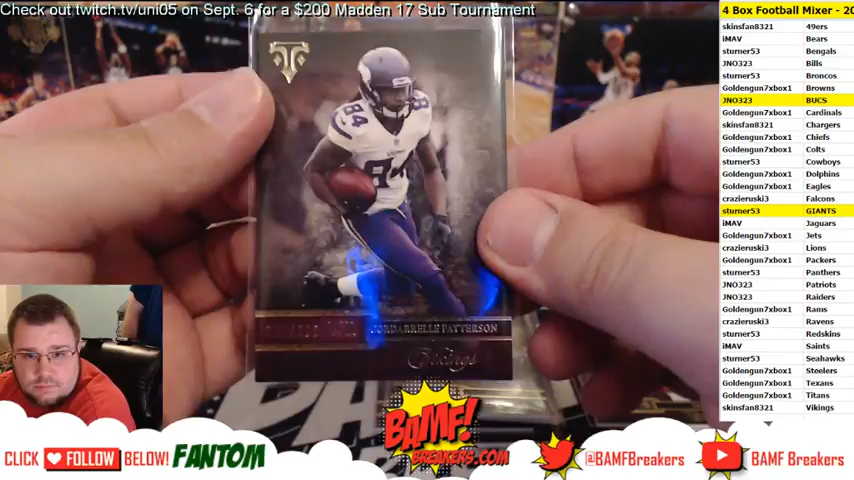 Check out twitch.tv/uni05 on Sept. 6 for a $200 Madden 17 Sub Tournament
4 Box Football Mixer - 20
skinsfan8321 49ers
iMAV Bears
sturner53 Bengals
JNO323 Bills
sturner53 Broncos
Goldengun7xbox1 Browns
JNO323 BUCS
Goldengun7xbox1 Cardinals
skinsfan8321 Chargers
Goldengun7xbox1 Chiefs
Goldengun7xbox1 Colts
sturner53 Cowboys
Goldengun7xbox1 Dolphins
Goldengun7xbox1 Eagles
crazieruski3 Falcons
sturner53 GIANTS
iMAV Jaguars
Goldengun7xbox1 Jets
crazieruski3 Lions
Goldengun7xbox1 Packers
sturner53 Panthers
JNO323 Patriots
JNO323 Raiders
Goldengun7xbox1 Rams
crazieruski3 Ravens
sturner53 Redskins
iMAV Saints
sturner53 Seahawks
Goldengun7xbox1 Steelers
Goldengun7xbox1 Texans
Goldengun7xbox1 Titans
skinsfan8321 Vikings
84
84
84
CORDARRELLE PATTERSON
Vikings
BAMF!
BREAKERS.COM
CLICK FOLLOW BELOW! FANTOM
@BAMFBreakers
BAMF Breakers